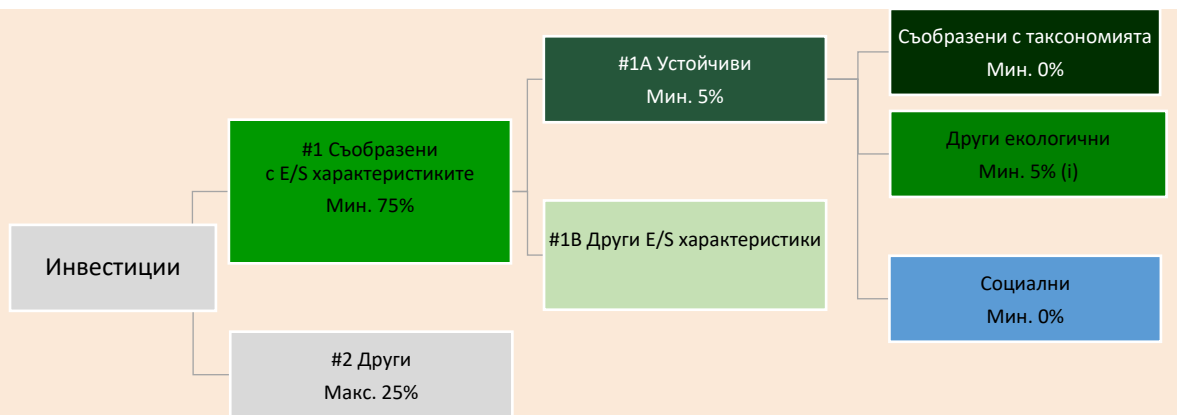 Инвестиции
#1 Съобразени
с E/S характеристиките
Мин. 75%
#2 Други
Макс. 25%
#1A Устойчиви
Мин. 5%
#1B Други E/S характеристики
Съобразени с таксономията
Мин. 0%
Други екологични
Мин. 5% (i)
Социални
Мин. 0%